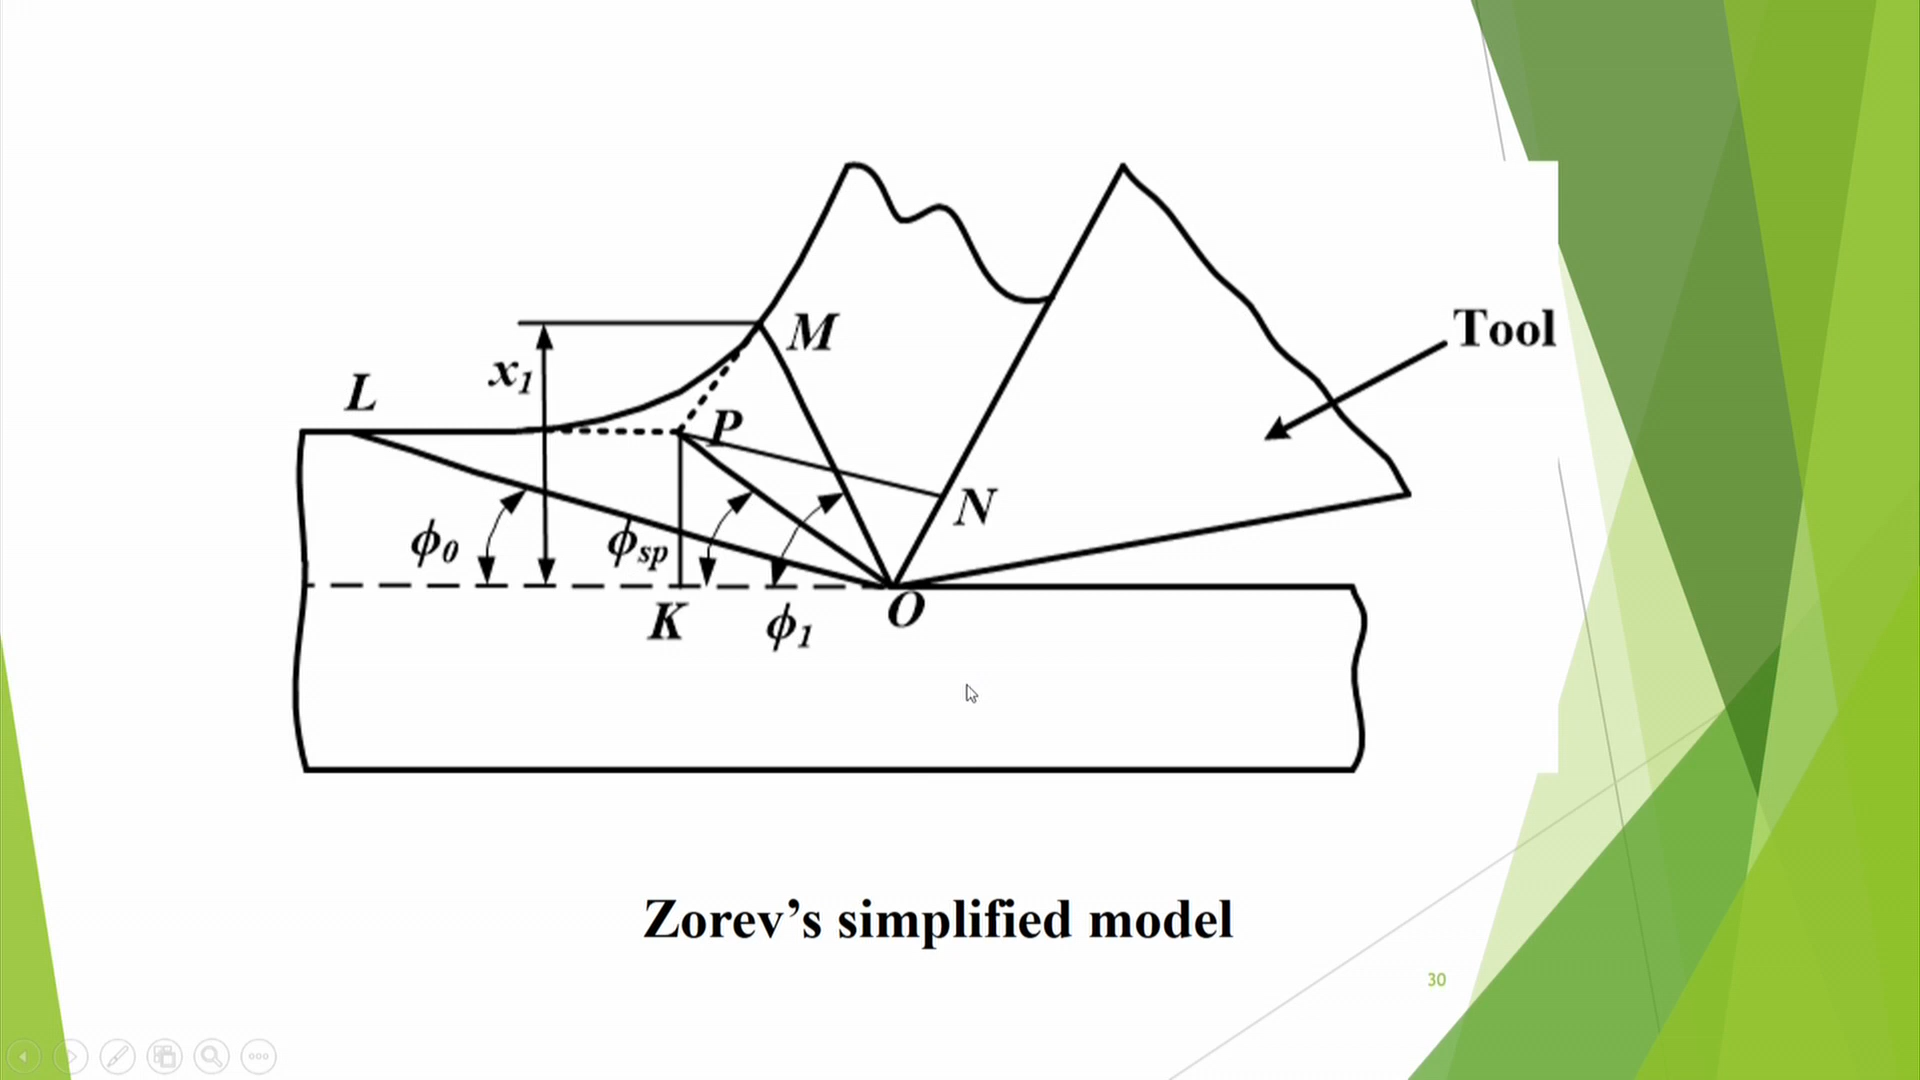 M
Tool
x₁
L
P
N
ϕ₀
ϕsp
K
ϕ₁
O
Zorev’s simplified model
30